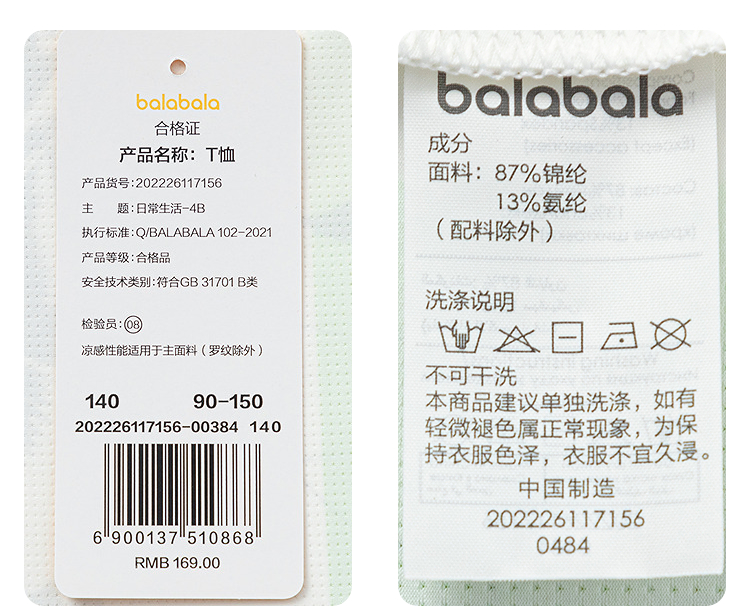 balabala
合格证
产品名称：T恤
产品货号：202226117156
主 题：日常生活-4B
执行标准：Q/BALABALA 102-2021
产品等级：合格品
安全技术类别：符合GB 31701 B类
检验员：08
凉感性能适用于主面料（罗纹除外）
140 90-150
202226117156-00384 140
6 900137 510868
RMB 169.00
balabala
成分
面料：87%锦纶
13%氨纶
（配料除外）
洗涤说明
不可干洗
本商品建议单独洗涤，如有
轻微褪色属正常现象，为保
持衣服色泽，衣服不宜久浸。
中国制造
202226117156
0484